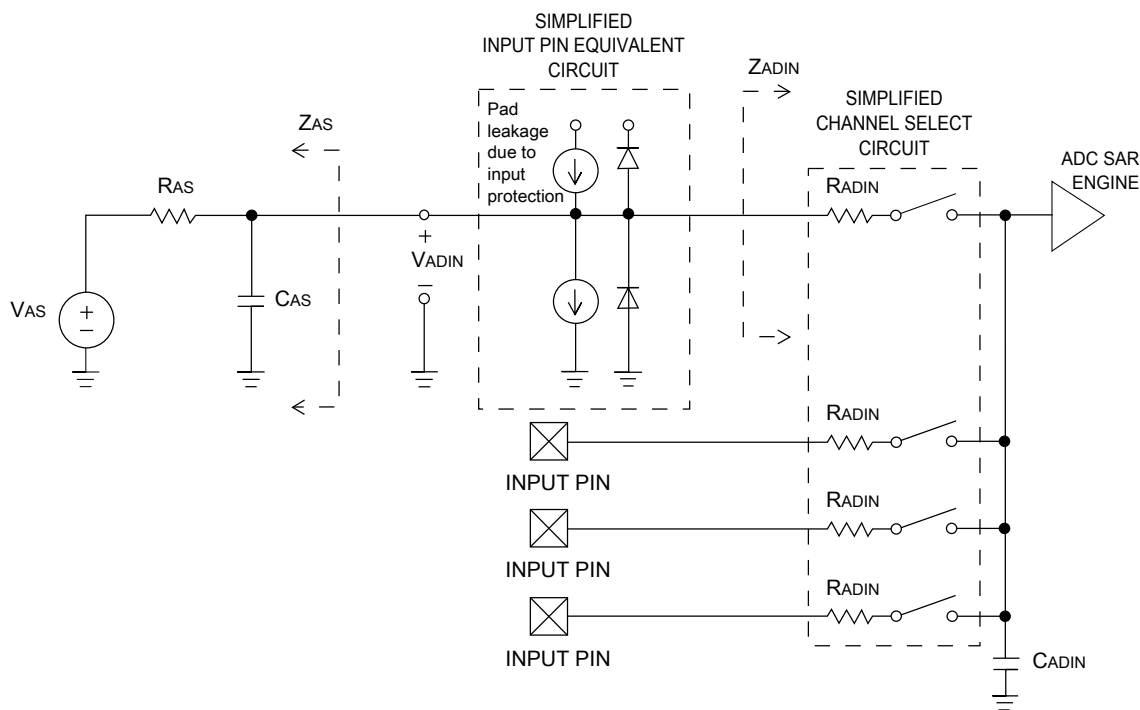 SIMPLIFIED
INPUT PIN EQUIVALENT
CIRCUIT
Pad
leakage
due to
input
protection
ZADIN
SIMPLIFIED
CHANNEL SELECT
CIRCUIT
ADC SAR
ENGINE
ZAS
RAS
RADIN
+
VADIN
–
CAS
VAS
+
–
RADIN
INPUT PIN
RADIN
INPUT PIN
RADIN
INPUT PIN
CADIN